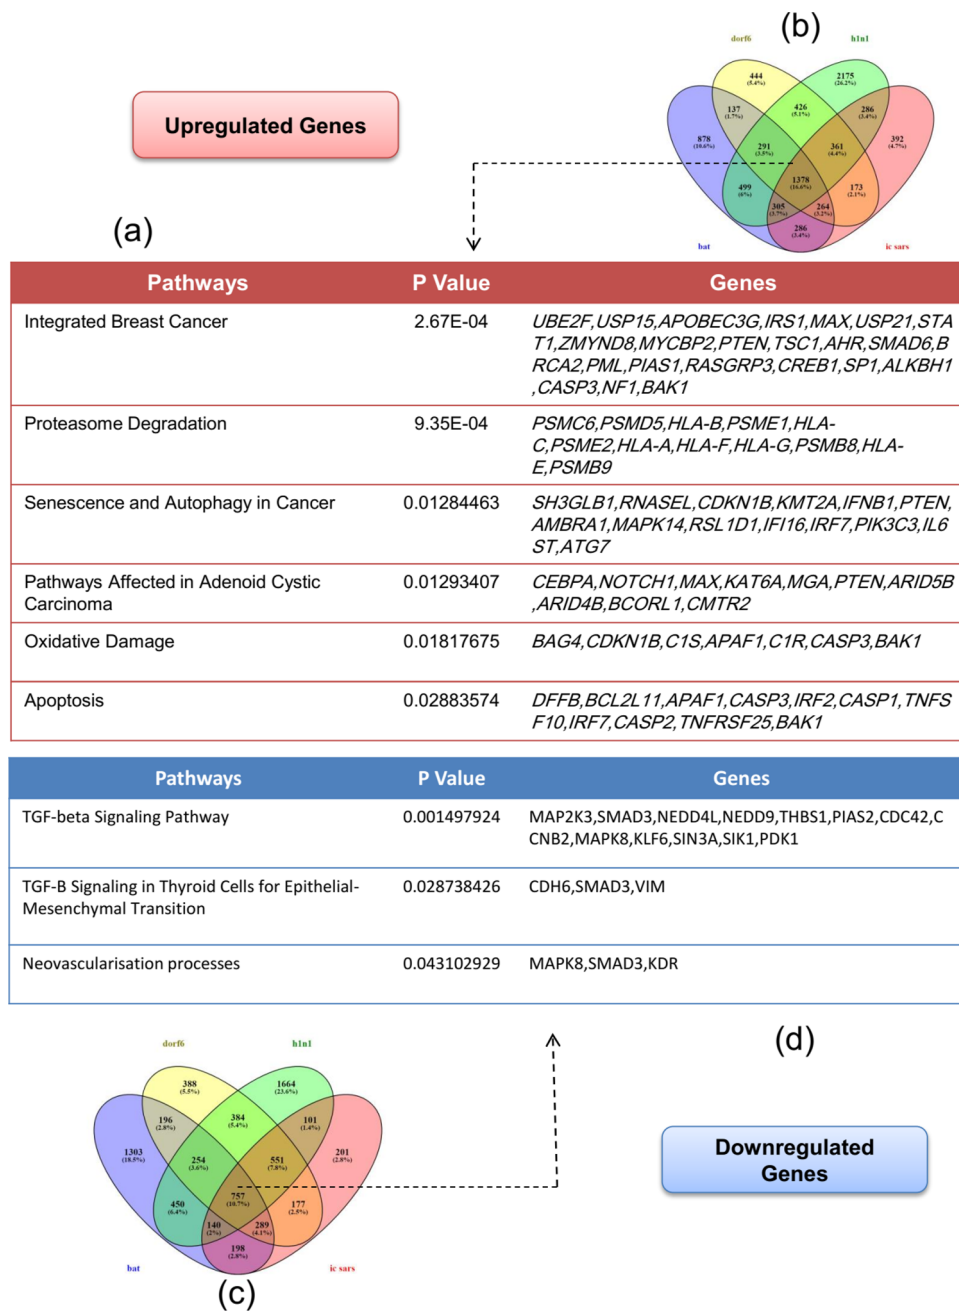 (b)
dorf6 h1n1
444
(5.4%)
2175
(26.2%)
137
(1.7%)
426
(5.1%)
286
(3.4%)
878
(10.6%)
291
(3.5%)
361
(4.4%)
392
(4.7%)
1378
(16.6%)
499
(6%)
173
(2.1%)
305
(3.7%)
264
(3.2%)
286
(3.4%)
bat ic sars
Upregulated Genes
(a)
Pathways P Value Genes
Integrated Breast Cancer 2.67E-04 UBE2F,USP15,APOBEC3G,IRS1,MAX,USP21,STA
T1,ZMYND8,MYCBP2,PTEN,TSC1,AHR,SMAD6,B
RCA2,PML,PIAS1,RASGRP3,CREB1,SP1,ALKBH1
,CASP3,NF1,BAK1
Proteasome Degradation 9.35E-04 PSMC6,PSMD5,HLA-B,PSME1,HLA-
C,PSME2,HLA-A,HLA-F,HLA-G,PSMB8,HLA-
E,PSMB9
Senescence and Autophagy in Cancer 0.01284463 SH3GLB1,RNASEL,CDKN1B,KMT2A,IFNB1,PTEN,
AMBRA1,MAPK14,RSL1D1,IFI16,IRF7,PIK3C3,IL6
ST,ATG7
Pathways Affected in Adenoid Cystic 0.01293407 CEBPA,NOTCH1,MAX,KAT6A,MGA,PTEN,ARID5B
Carcinoma ,ARID4B,BCORL1,CMTR2
Oxidative Damage 0.01817675 BAG4,CDKN1B,C1S,APAF1,C1R,CASP3,BAK1
Apoptosis 0.02883574 DFFB,BCL2L11,APAF1,CASP3,IRF2,CASP1,TNFS
F10,IRF7,CASP2,TNFRSF25,BAK1
Pathways P Value Genes
TGF-beta Signaling Pathway 0.001497924 MAP2K3,SMAD3,NEDD4L,NEDD9,THBS1,PIAS2,CDC42,C
CNB2,MAPK8,KLF6,SIN3A,SIK1,PDK1
TGF-B Signaling in Thyroid Cells for Epithelial- 0.028738426 CDH6,SMAD3,VIM
Mesenchymal Transition
Neovascularisation processes 0.043102929 MAPK8,SMAD3,KDR
(d)
dorf6 h1n1
388
(5.5%)
1664
(23.6%)
196
(2.8%)
384
(5.4%)
101
(1.4%)
1303
(18.5%)
254
(3.6%)
551
(7.8%)
201
(2.8%)
757
(10.7%)
450
(6.4%)
177
(2.5%)
140
(2%)
289
(4.1%)
198
(2.8%)
bat ic sars
(c)
Downregulated
Genes